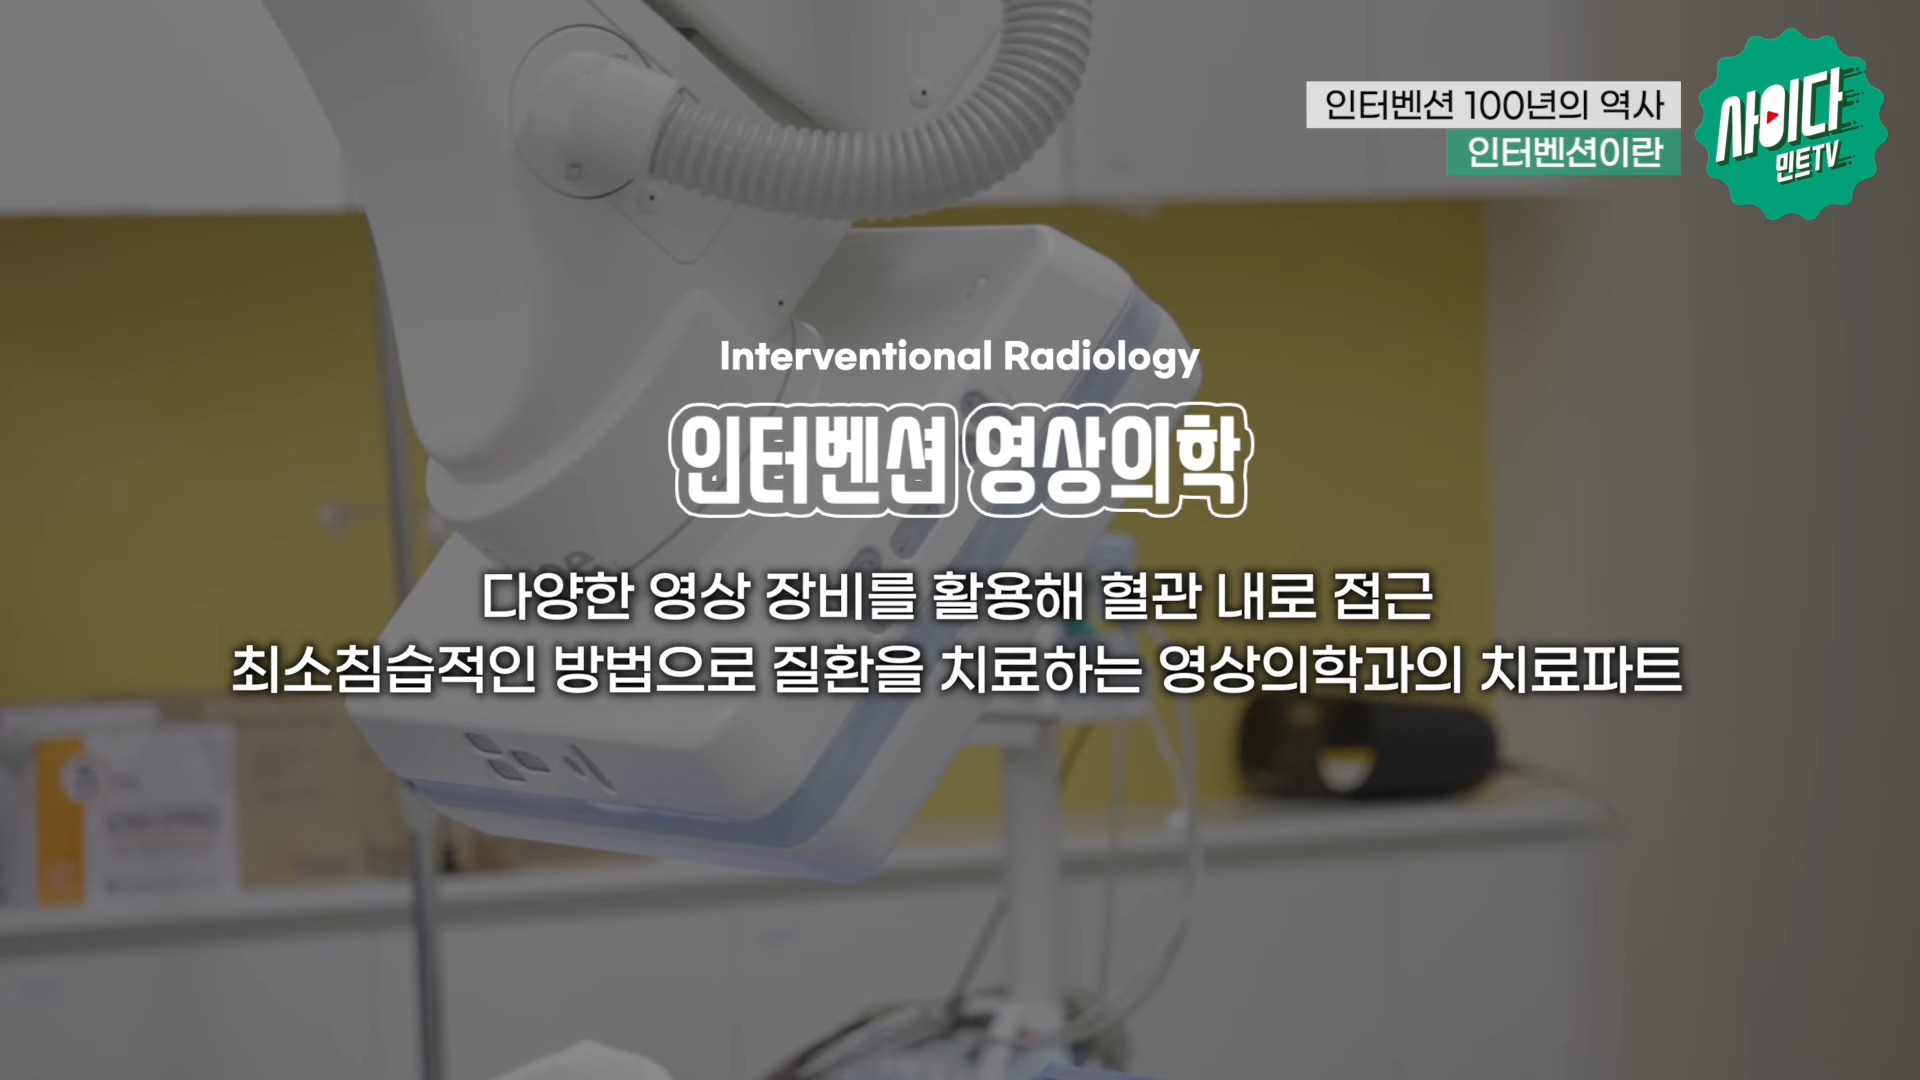 인터벤션 100년의 역사
인터벤션이란
사이다
민트TV
Interventional Radiology
인터벤션 영상의학
다양한 영상 장비를 활용해 혈관 내로 접근
최소침습적인 방법으로 질환을 치료하는 영상의학과의 치료파트